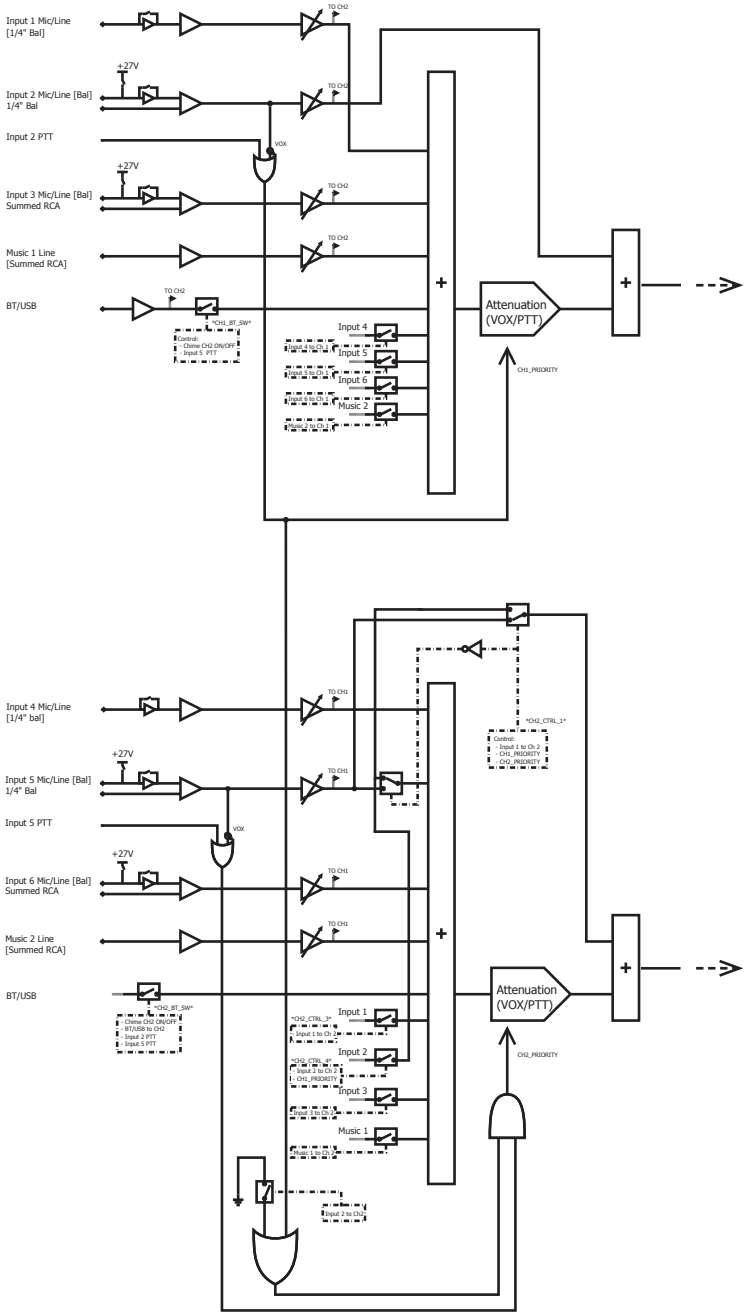 Input 1 Mic/Line
[1/4" Bal]
TO CH2
+27V
Input 2 Mic/Line [Bal]
1/4" Bal
TO CH2
Input 2 PTT
VOX
+27V
Input 3 Mic/Line [Bal]
Summed RCA
TO CH2
Music 1 Line
[Summed RCA]
TO CH2
BT/USB
TO CH2
*CH1_BT_SW*
Control:
- Chime CH2 ON/OFF
- Input 5 PTT
Input 4
Input 4 to Ch 1
Input 5
Input 5 to Ch 1
Input 6
Input 6 to Ch 1
Music 2
Music 2 to Ch 1
+
Attenuation
(VOX/PTT)
CH1_PRIORITY
+
Input 4 Mic/Line
[1/4" bal]
TO CH1
*CH2_CTRL_1*
Control:
- Input 1 to Ch 2
- CH1_PRIORITY
- CH2_PRIORITY
+27V
Input 5 Mic/Line [Bal]
1/4" Bal
TO CH1
Input 5 PTT
VOX
+27V
Input 6 Mic/Line [Bal]
Summed RCA
TO CH1
Music 2 Line
[Summed RCA]
TO CH1
+
+
BT/USB
*CH2_BT_SW*
- Chime CH2 ON/OFF
- BT/USB to CH2
- Input 2 PTT
- Input 5 PTT
Attenuation
(VOX/PTT)
CH2_PRIORITY
Input 1
*CH2_CTRL_3*
- Input 1 to Ch 2
Input 2
*CH2_CTRL_4*
- Input 2 to Ch 2
- CH1_PRIORITY
Input 3
Input 3 to Ch 2
Music 1
Music 1 to Ch 2
Input 2 to Ch2